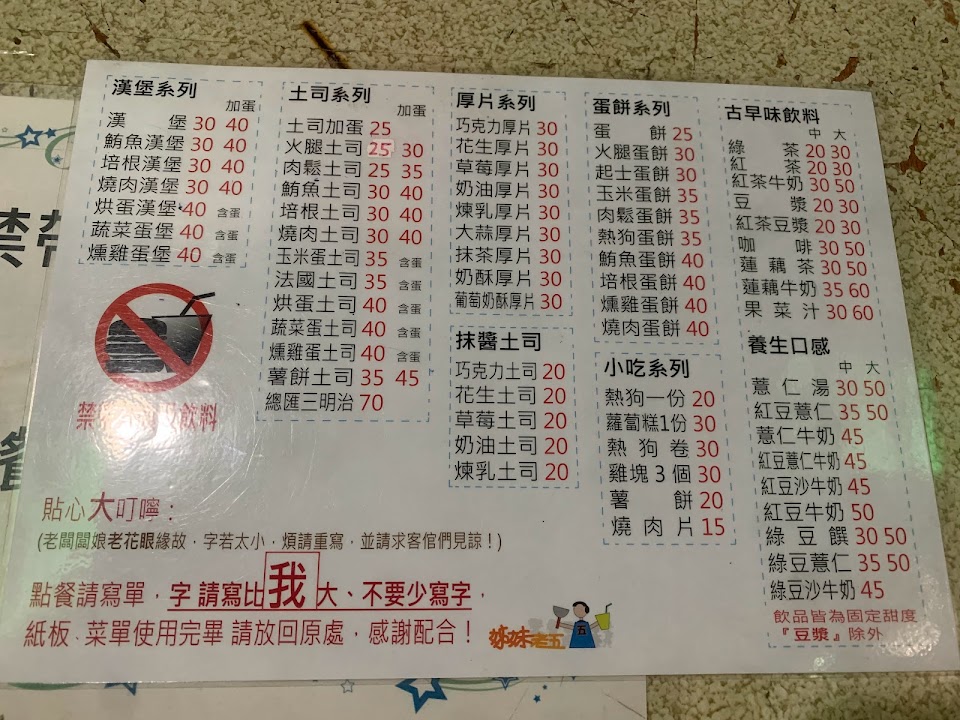 漢堡系列
加蛋
漢 堡 30 40
鮪魚漢堡 30 40
培根漢堡 30 40
燒肉漢堡 30 40
烘蛋漢堡 40 含蛋
蔬菜蛋堡 40 含蛋
燻雞蛋堡 40 含蛋
禁 飲料
土司系列
加蛋
土司加蛋 25
火腿土司 25 30
肉鬆土司 25 35
鮪魚土司 30 40
培根土司 30 40
燒肉土司 30 40
玉米蛋土司 35 含蛋
法國土司 35 含蛋
烘蛋土司 40 含蛋
蔬菜蛋土司 40 含蛋
燻雞蛋土司 40 含蛋
薯餅土司 35 45
總匯三明治 70
厚片系列
巧克力厚片 30
花生厚片 30
草莓厚片 30
奶油厚片 30
煉乳厚片 30
大蒜厚片 30
抹茶厚片 30
奶酥厚片 30
葡萄奶酥厚片 30
抹醬土司
巧克力土司 20
花生土司 20
草莓土司 20
奶油土司 20
煉乳土司 20
蛋餅系列
蛋 餅 25
火腿蛋餅 30
起士蛋餅 30
玉米蛋餅 35
肉鬆蛋餅 35
熱狗蛋餅 35
鮪魚蛋餅 40
培根蛋餅 40
燻雞蛋餅 40
燒肉蛋餅 40
小吃系列
熱狗一份 20
蘿蔔糕1份 30
熱狗卷 30
雞塊3個 30
薯 餅 20
燒肉片 15
古早味飲料
中 大
綠 茶 20 30
紅 茶 20 30
紅茶牛奶 30 50
豆 漿 20 30
紅茶豆漿 20 30
咖 啡 30 50
蓮藕茶 30 50
蓮藕牛奶 35 60
果菜汁 30 60
養生口感
中 大
薏仁湯 30 50
紅豆薏仁 35 50
薏仁牛奶 45
紅豆薏仁牛奶 45
紅豆沙牛奶 45
紅豆牛奶 50
綠豆饌 30 50
綠豆薏仁 35 50
綠豆沙牛奶 45
飲品皆為固定甜度
『豆漿』除外
貼心大叮嚀：
(老闆闆娘老花眼緣故，字若太小，煩請重寫，並請求客倌們見諒！)
點餐請寫單，字 請寫比我大、不要少寫字，
紙板、菜單使用完畢 請放回原處，感謝配合！
姊妹老五
五